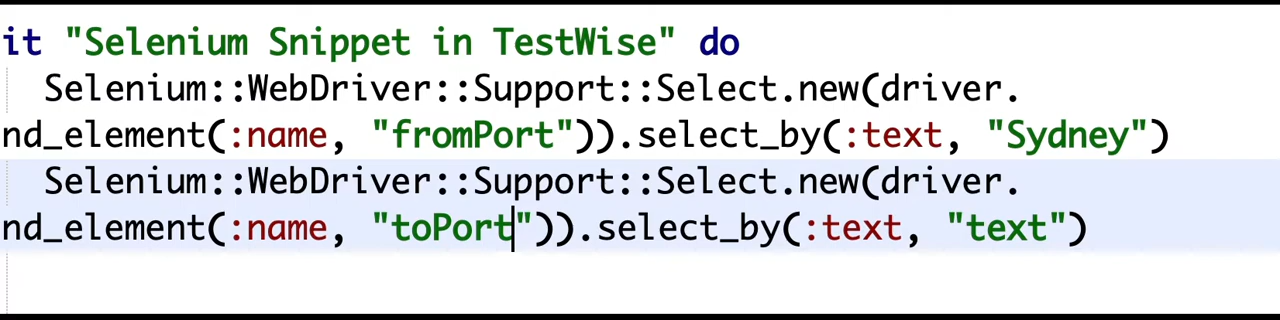 it "Selenium Snippet in TestWise" do
Selenium::WebDriver::Support::Select.new(driver.
nd_element(:name, "fromPort")).select_by(:text, "Sydney")
Selenium::WebDriver::Support::Select.new(driver.
nd_element(:name, "toPort")).select_by(:text, "text")